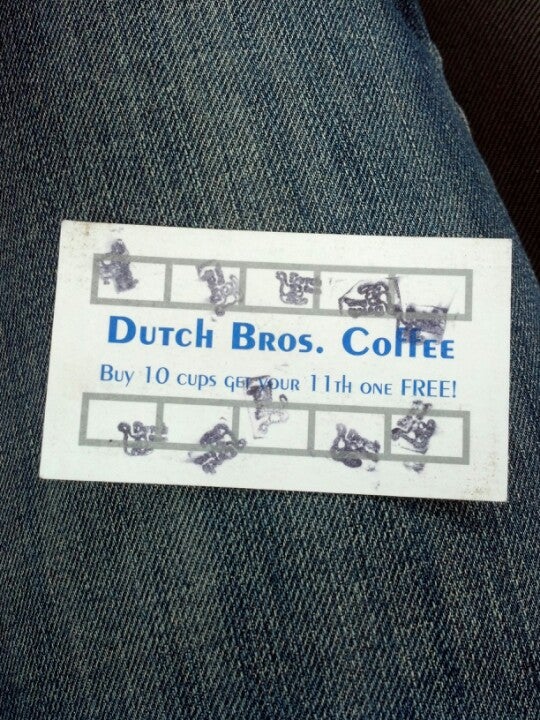 Dutch Bros. Coffee
Buy 10 cups get your 11th one FREE!